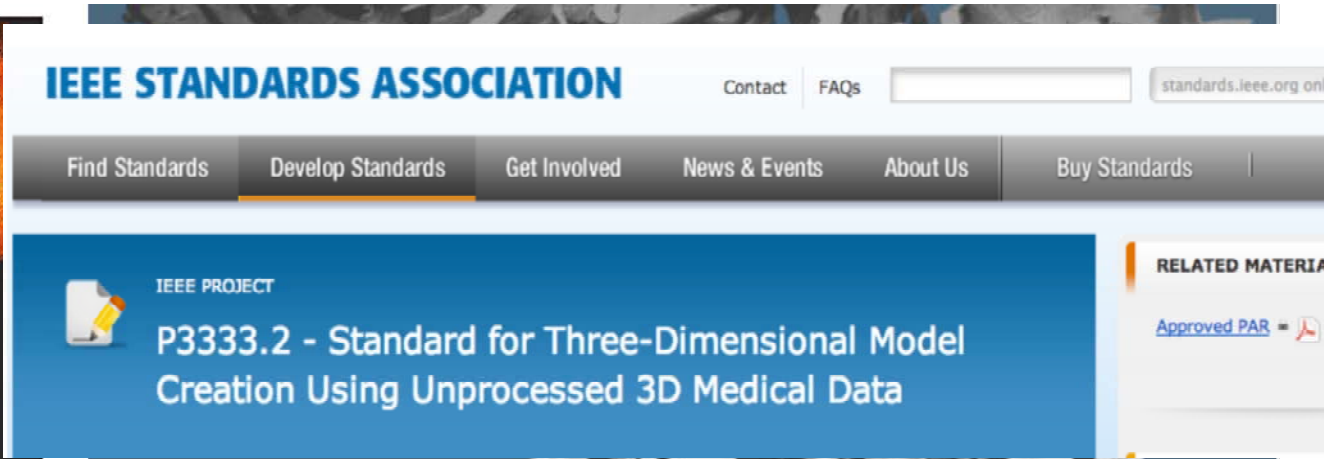 IEEE STANDARDS ASSOCIATION
Contact FAQs
standards.ieee.org
Find Standards Develop Standards Get Involved News & Events About Us Buy Standards
RELATED
IEEE PROJECT
Approved PAR
P3333.2 - Standard for Three-Dimensional Model
Creation Using Unprocessed 3D Medical Data